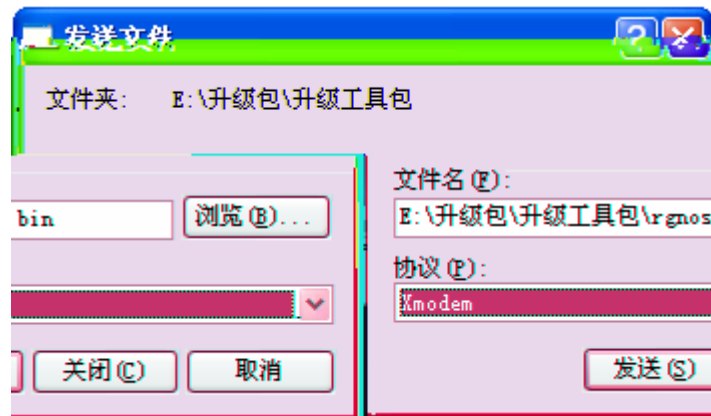 发送文件
文件夹: E:\升级包\升级工具包
bin
浏览(B)...
关闭(C)
取消
文件名(F):
E:\升级包\升级工具包\rgnos
协议(P):
Xmodem
发送(S)